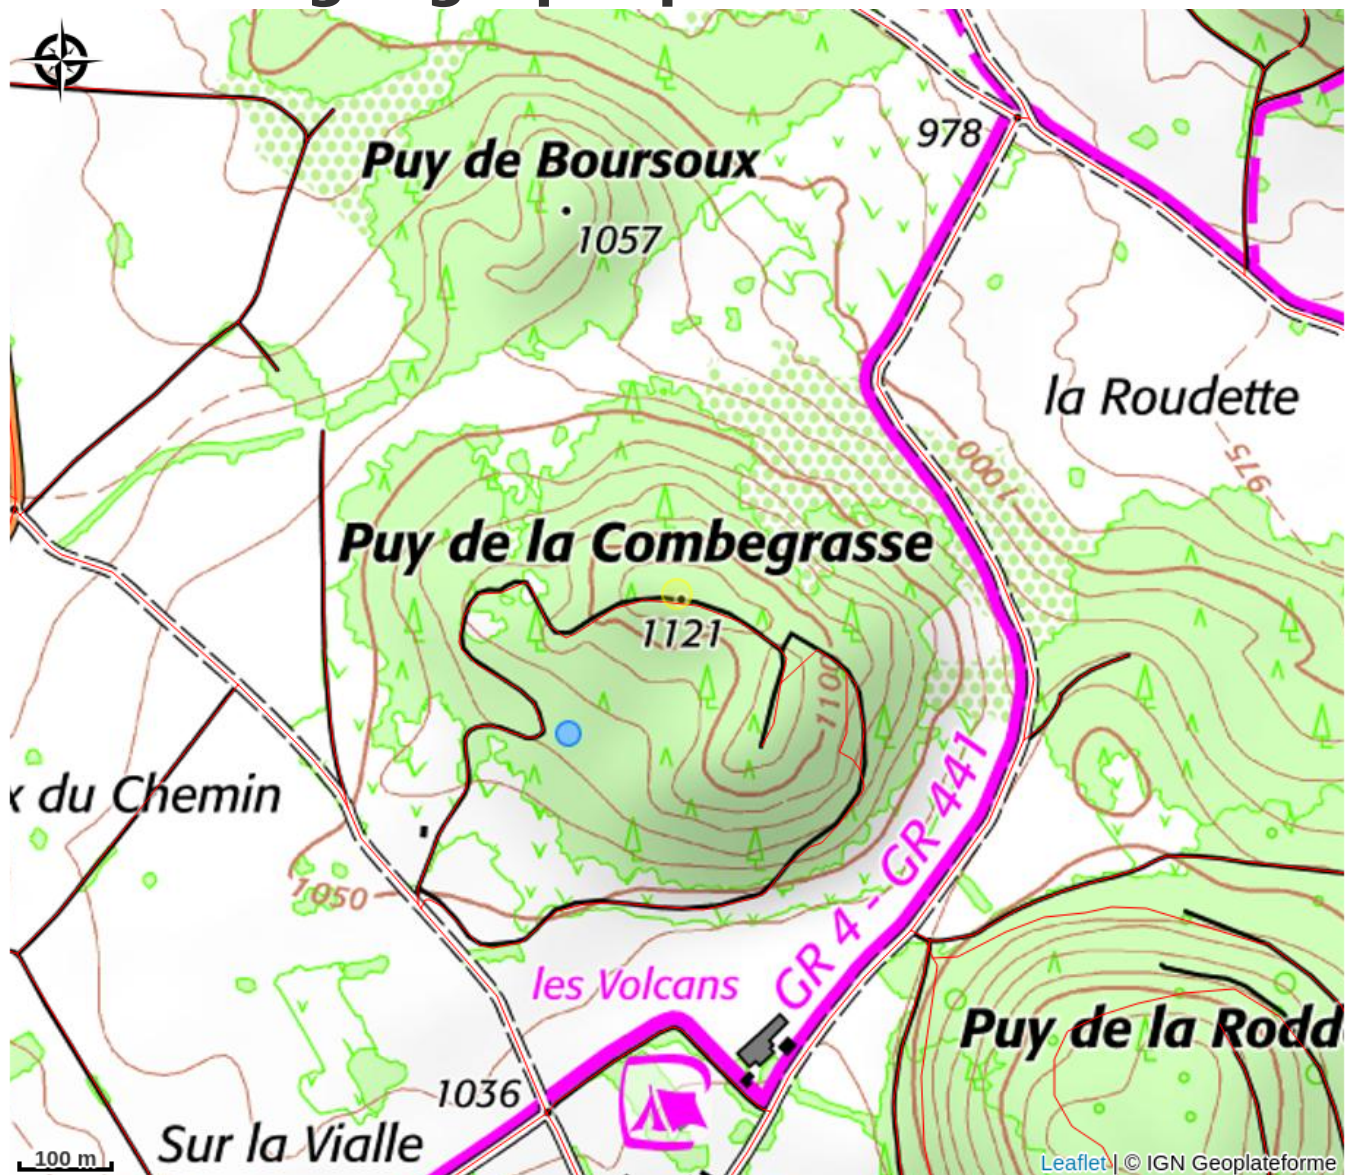 978
Puy de Boursoux
1057
la Roudette
1000
975
Puy de la Combegrasse
1121
1100
x du Chemin
1050
GR 4 - GR 441
les Volcans
Puy de la Rodd
1036
Sur la Vialle
100 m
Leaflet | © IGN Geoplateforme